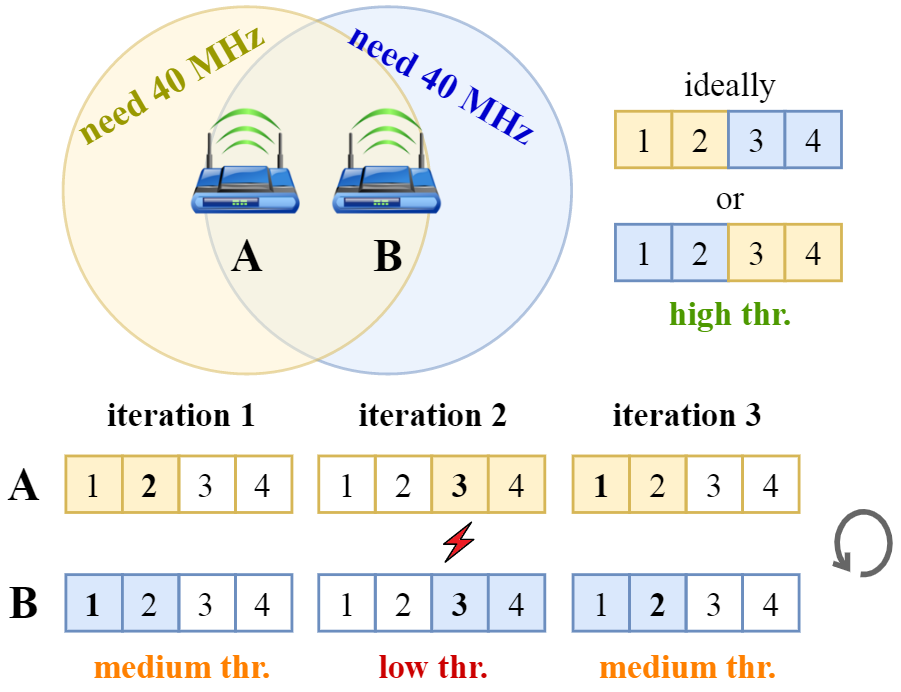 need 40 MHz
need 40 MHz
A
B
ideally
1 2 3 4
or
1 2 3 4
high thr.
iteration 1
iteration 2
iteration 3
A
1 2 3 4
1 2 3 4
1 2 3 4
B
1 2 3 4
1 2 3 4
1 2 3 4
medium thr.
low thr.
medium thr.